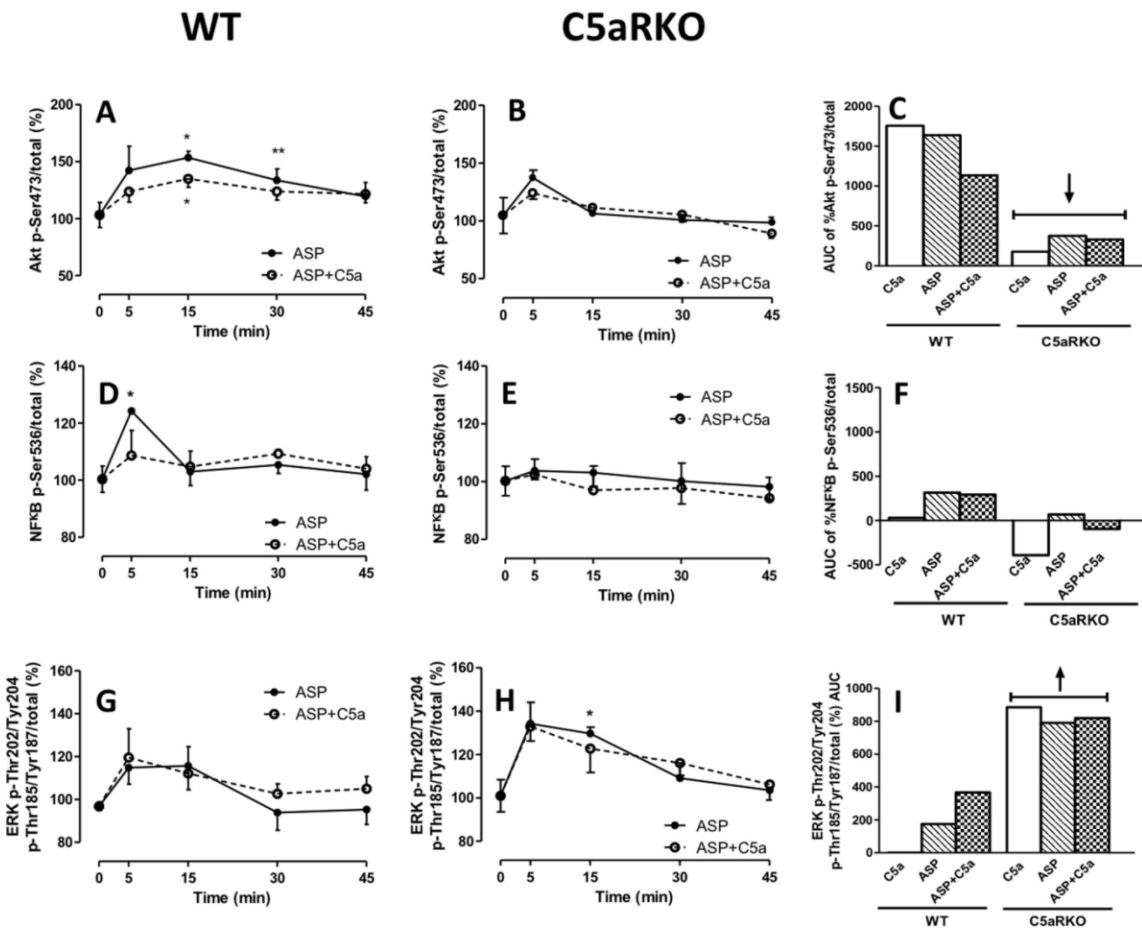 WT
C5aRKO
A
Akt p-Ser473/total (%)
200
150
100
50
*
**
*
ASP
ASP+C5a
0 5 15 30 45
Time (min)
B
Akt p-Ser473/total (%)
200
150
100
50
ASP
ASP+C5a
0 5 15 30 45
Time (min)
C
AUC of %Akt p-Ser473/total
2000
1500
1000
500
0
C5a ASP ASP+C5a C5a ASP ASP+C5a
WT C5aRKO
D
NFᴷB p-Ser536/total (%)
140
120
100
80
*
ASP
ASP+C5a
0 5 15 30 45
Time (min)
E
NFᴷB p-Ser536/total (%)
140
120
100
80
ASP
ASP+C5a
0 5 15 30 45
Time (min)
F
AUC of %NFᴷB p-Ser536/total
1500
1000
500
0
-500
C5a ASP ASP+C5a C5a ASP ASP+C5a
WT C5aRKO
G
ERK p-Thr202/Tyr204
p-Thr185/Tyr187/total (%)
160
140
120
100
80
ASP
ASP+C5a
0 5 15 30 45
Time (min)
H
ERK p-Thr202/Tyr204
p-Thr185/Tyr187/total (%)
160
140
120
100
80
*
ASP
ASP+C5a
0 5 15 30 45
Time (min)
I
ERK p-Thr202/Tyr204
p-Thr185/Tyr187/total (%) AUC
1000
800
600
400
200
0
C5a ASP ASP+C5a C5a ASP ASP+C5a
WT C5aRKO